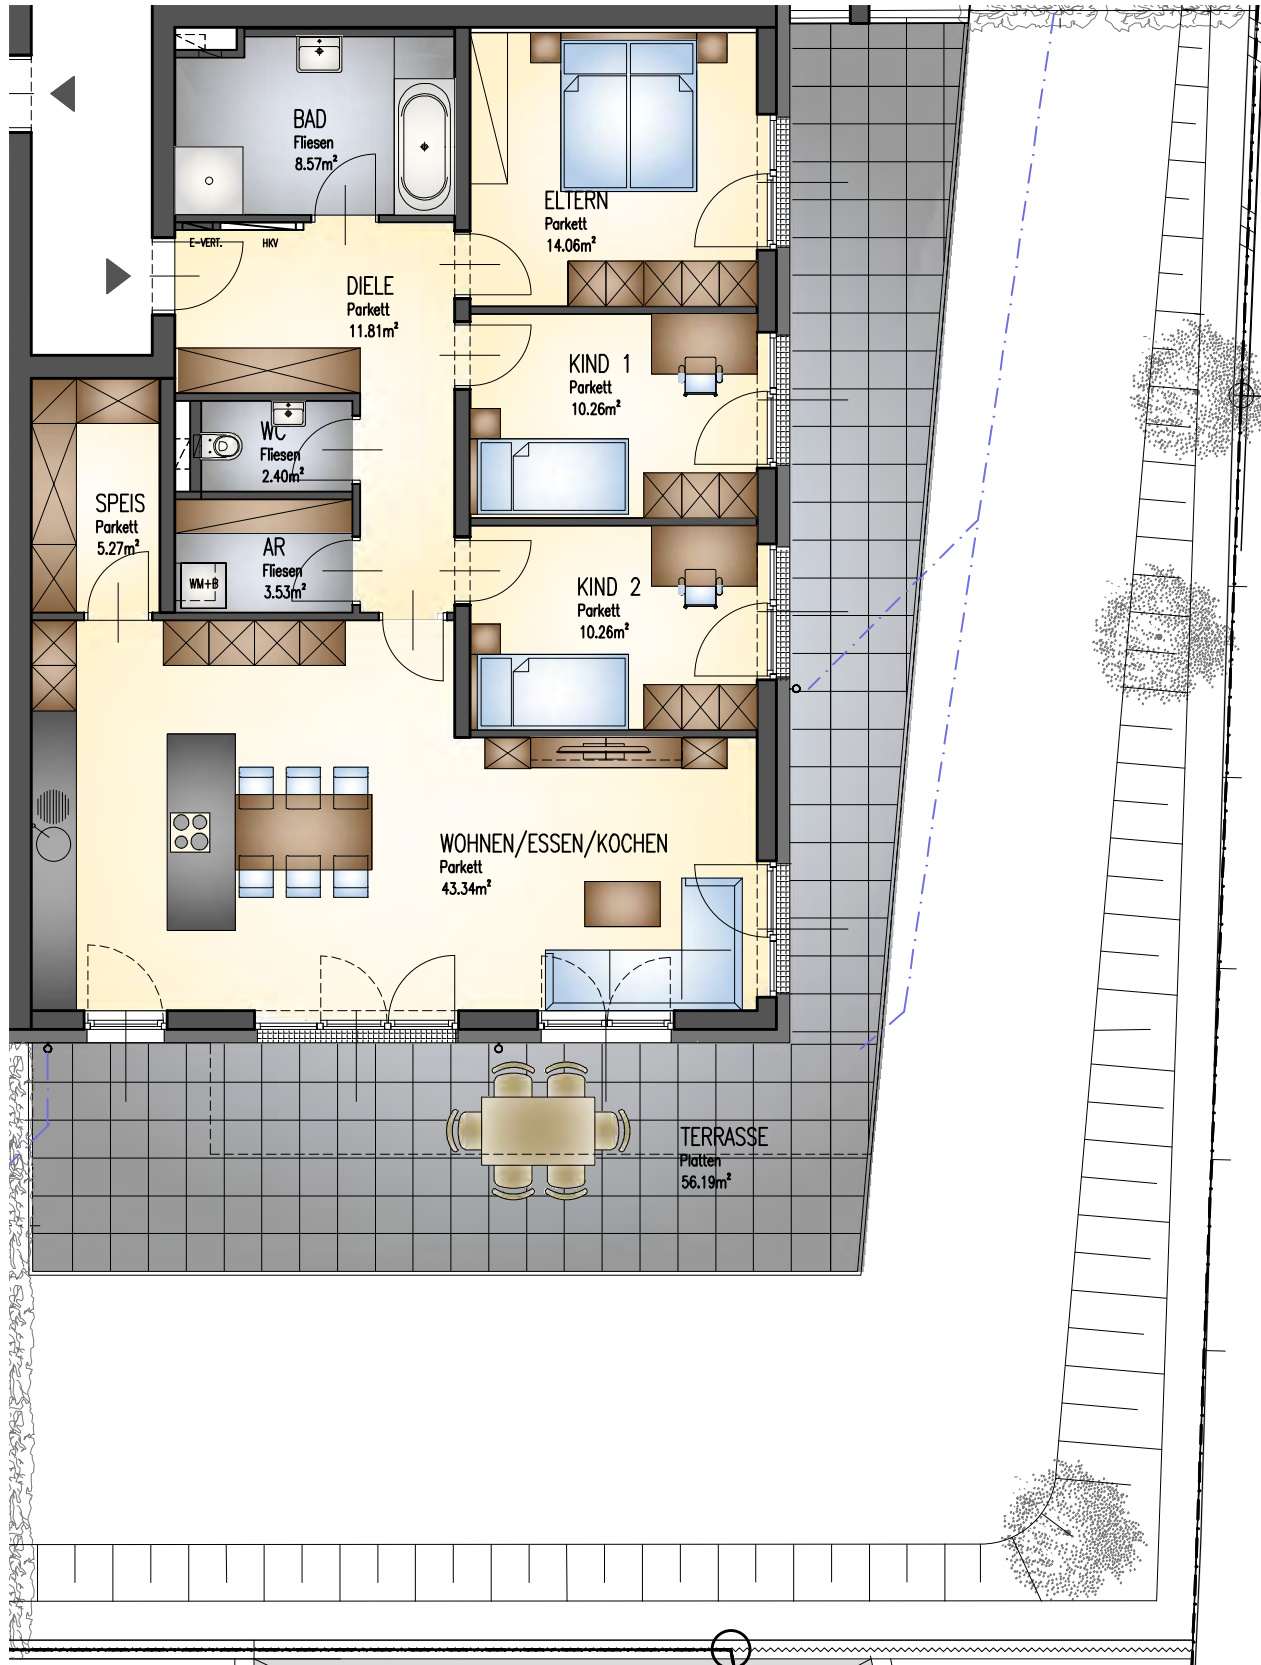 BAD
Fliesen
8.57m²
ELTERN
Parkett
14.06m²
E-VERT.
HKV
DIELE
Parkett
11.81m²
KIND 1
Parkett
10.26m²
WC
Fliesen
2.40m²
SPEIS
Parkett
5.27m²
AR
Fliesen
3.53m²
WM+B
KIND 2
Parkett
10.26m²
WOHNEN/ESSEN/KOCHEN
Parkett
43.34m²
TERRASSE
Platten
56.19m²